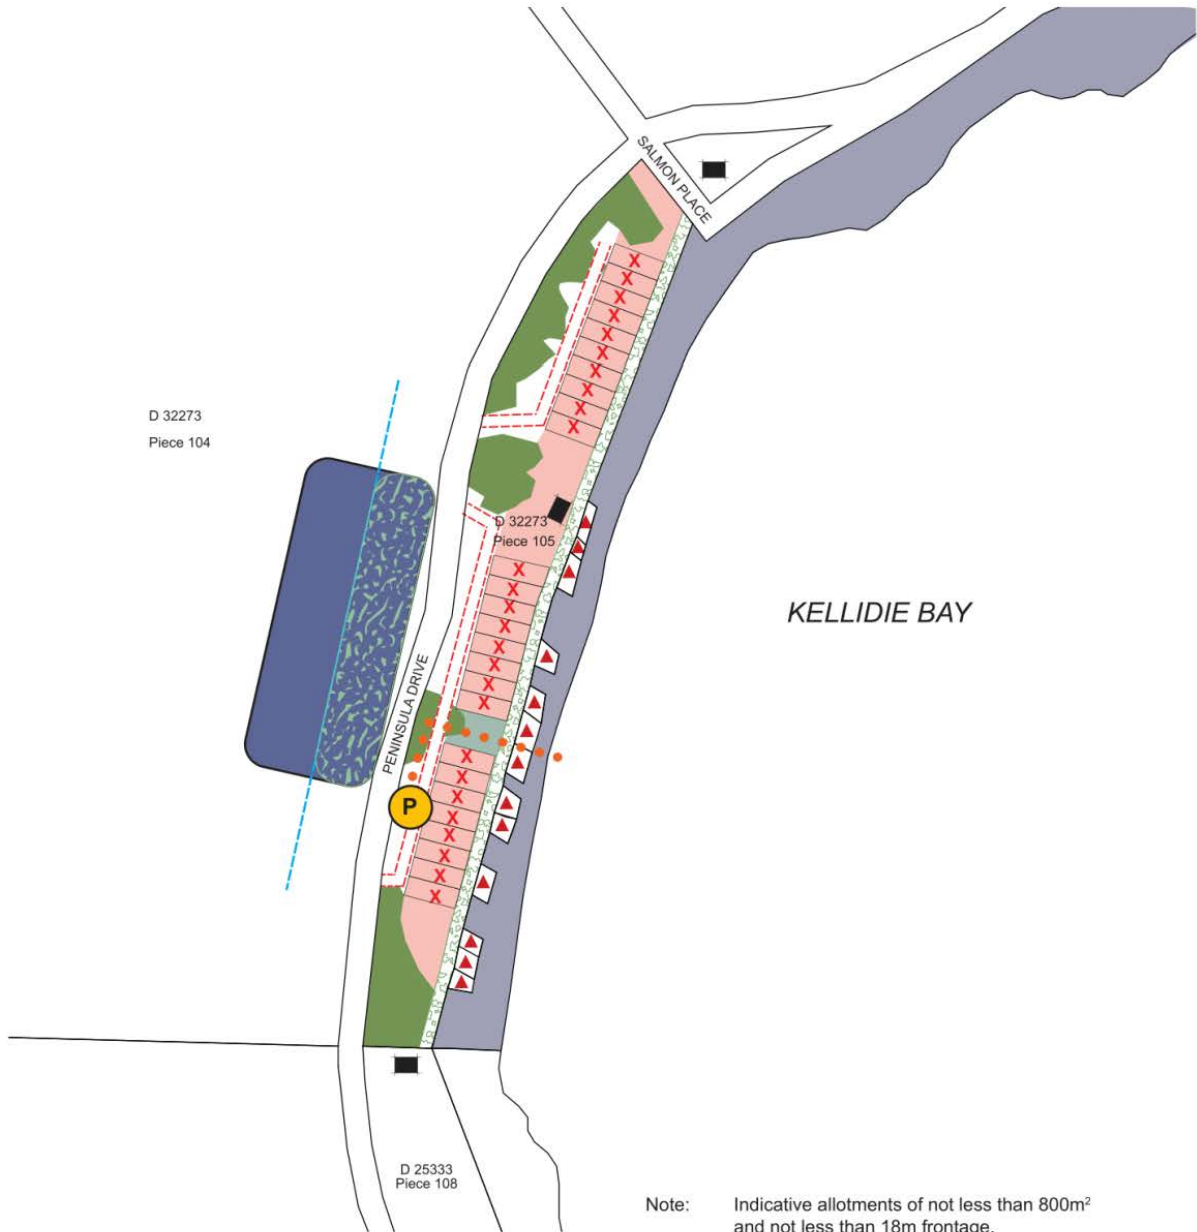 SALMON PLACE
D 32273
Piece 104
X
X
X
X
X
X
X
X
X
X
D 32273
Piece 105
X
X
X
X
X
X
X
X
KELLIDIE BAY
PENINSULA DRIVE
X
X
X
X
X
X
X
X
P
D 25333
Piece 108
Note: Indicative allotments of not less than 800m²
and not less than 18m frontage.